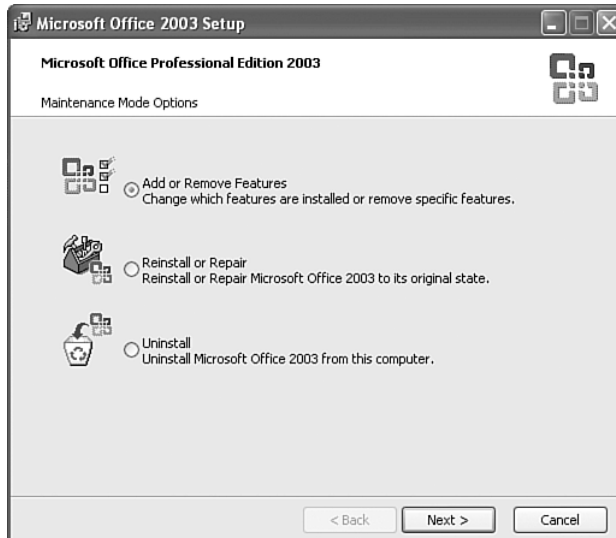 Microsoft Office 2003 Setup
Microsoft Office Professional Edition 2003
Maintenance Mode Options
Add or Remove Features
Change which features are installed or remove specific features.
Reinstall or Repair
Reinstall or Repair Microsoft Office 2003 to its original state.
Uninstall
Uninstall Microsoft Office 2003 from this computer.
< Back
Next >
Cancel